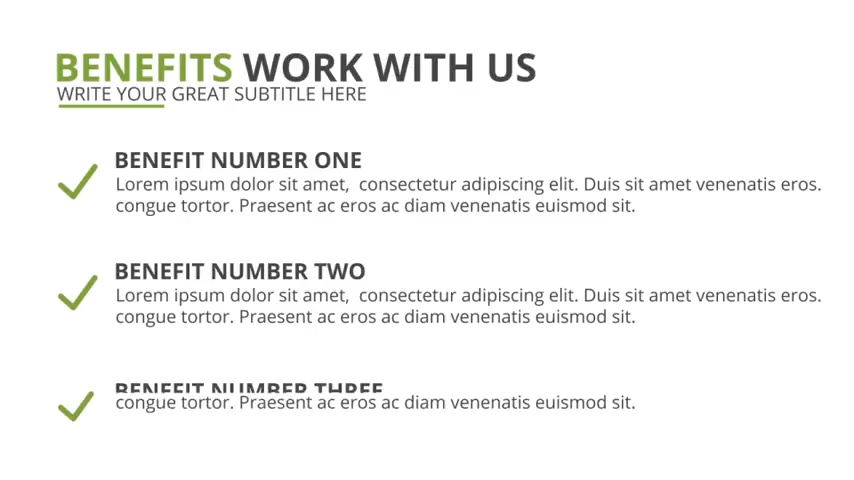 BENEFITS WORK WITH US
WRITE YOUR GREAT SUBTITLE HERE
BENEFIT NUMBER ONE
Lorem ipsum dolor sit amet,  consectetur adipiscing elit. Duis sit amet venenatis eros.
congue tortor. Praesent ac eros ac diam venenatis euismod sit.
BENEFIT NUMBER TWO
Lorem ipsum dolor sit amet,  consectetur adipiscing elit. Duis sit amet venenatis eros.
congue tortor. Praesent ac eros ac diam venenatis euismod sit.
BENEFIT NUMBER THREE
congue tortor. Praesent ac eros ac diam venenatis euismod sit.